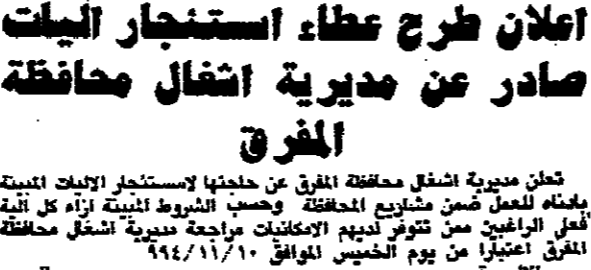 اعلان طرح عطاء استئجار اليات
صادر عن مديرية اشغال محافظة
المفرق
تعلن مديرية اشغال محافظة المفرق عن حاجتها لاستئجار الاليات المبينة
بادناه للعمل ضمن مشاريع المحافظة وحسب الشروط المبينة ازاء كل الية
فعلى الراغبين ممن تتوفر لديهم الامكانيات مراجعة مديرية اشغال محافظة
المفرق اعتبارا من يوم الخميس الموافق ٩٩٤/١١/١٠